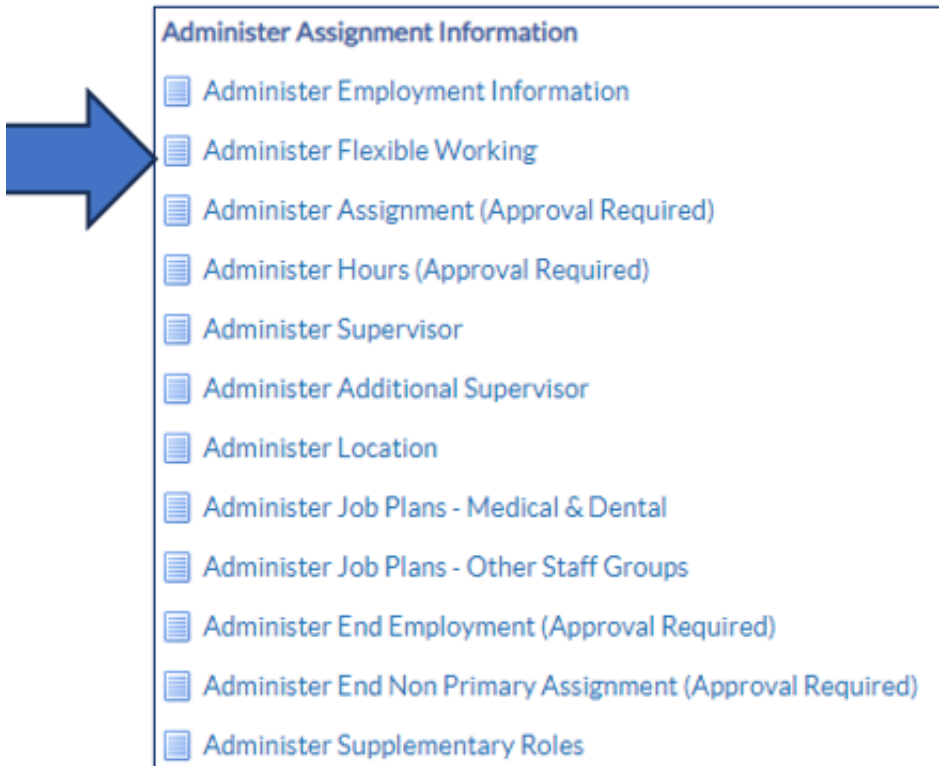 Administer Assignment Information
Administer Employment Information
Administer Flexible Working
Administer Assignment (Approval Required)
Administer Hours (Approval Required)
Administer Supervisor
Administer Additional Supervisor
Administer Location
Administer Job Plans - Medical & Dental
Administer Job Plans - Other Staff Groups
Administer End Employment (Approval Required)
Administer End Non Primary Assignment (Approval Required)
Administer Supplementary Roles